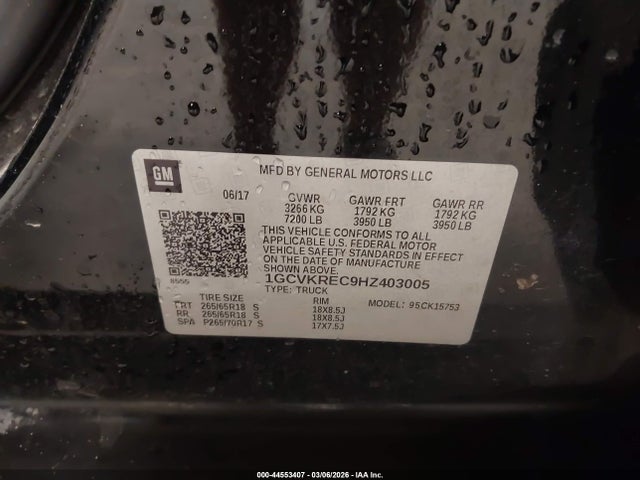 GM
MFD BY GENERAL MOTORS LLC
06/17
GVWR GAWR FRT GAWR RR
3266 KG 1792 KG 1792 KG
7200 LB 3950 LB 3950 LB
THIS VEHICLE CONFORMS TO ALL
APPLICABLE U.S. FEDERAL MOTOR
VEHICLE SAFETY STANDARDS IN EFFECT
ON THE DATE OF MANUFACTURE
SHOWN ABOVE.
1GCVKREC9HZ403005
TYPE: TRUCK
TIRE SIZE RIM MODEL: 95CK15753
FRT 265/65R18 S 18X8.5J
RR 265/65R18 S 18X8.5J
SPA P265/70R17 S 17X7.5J
000-44553407 | 03/06/2026 - IAA Inc.